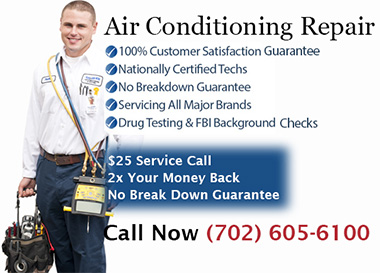 Air Conditioning Repair
100% Customer Satisfaction Guarantee
Nationally Certified Techs
No Breakdown Guarantee
Servicing All Major Brands
Drug Testing & FBI Background Checks
$25 Service Call
2x Your Money Back
No Break Down Guarantee
Call Now (702) 605-6100